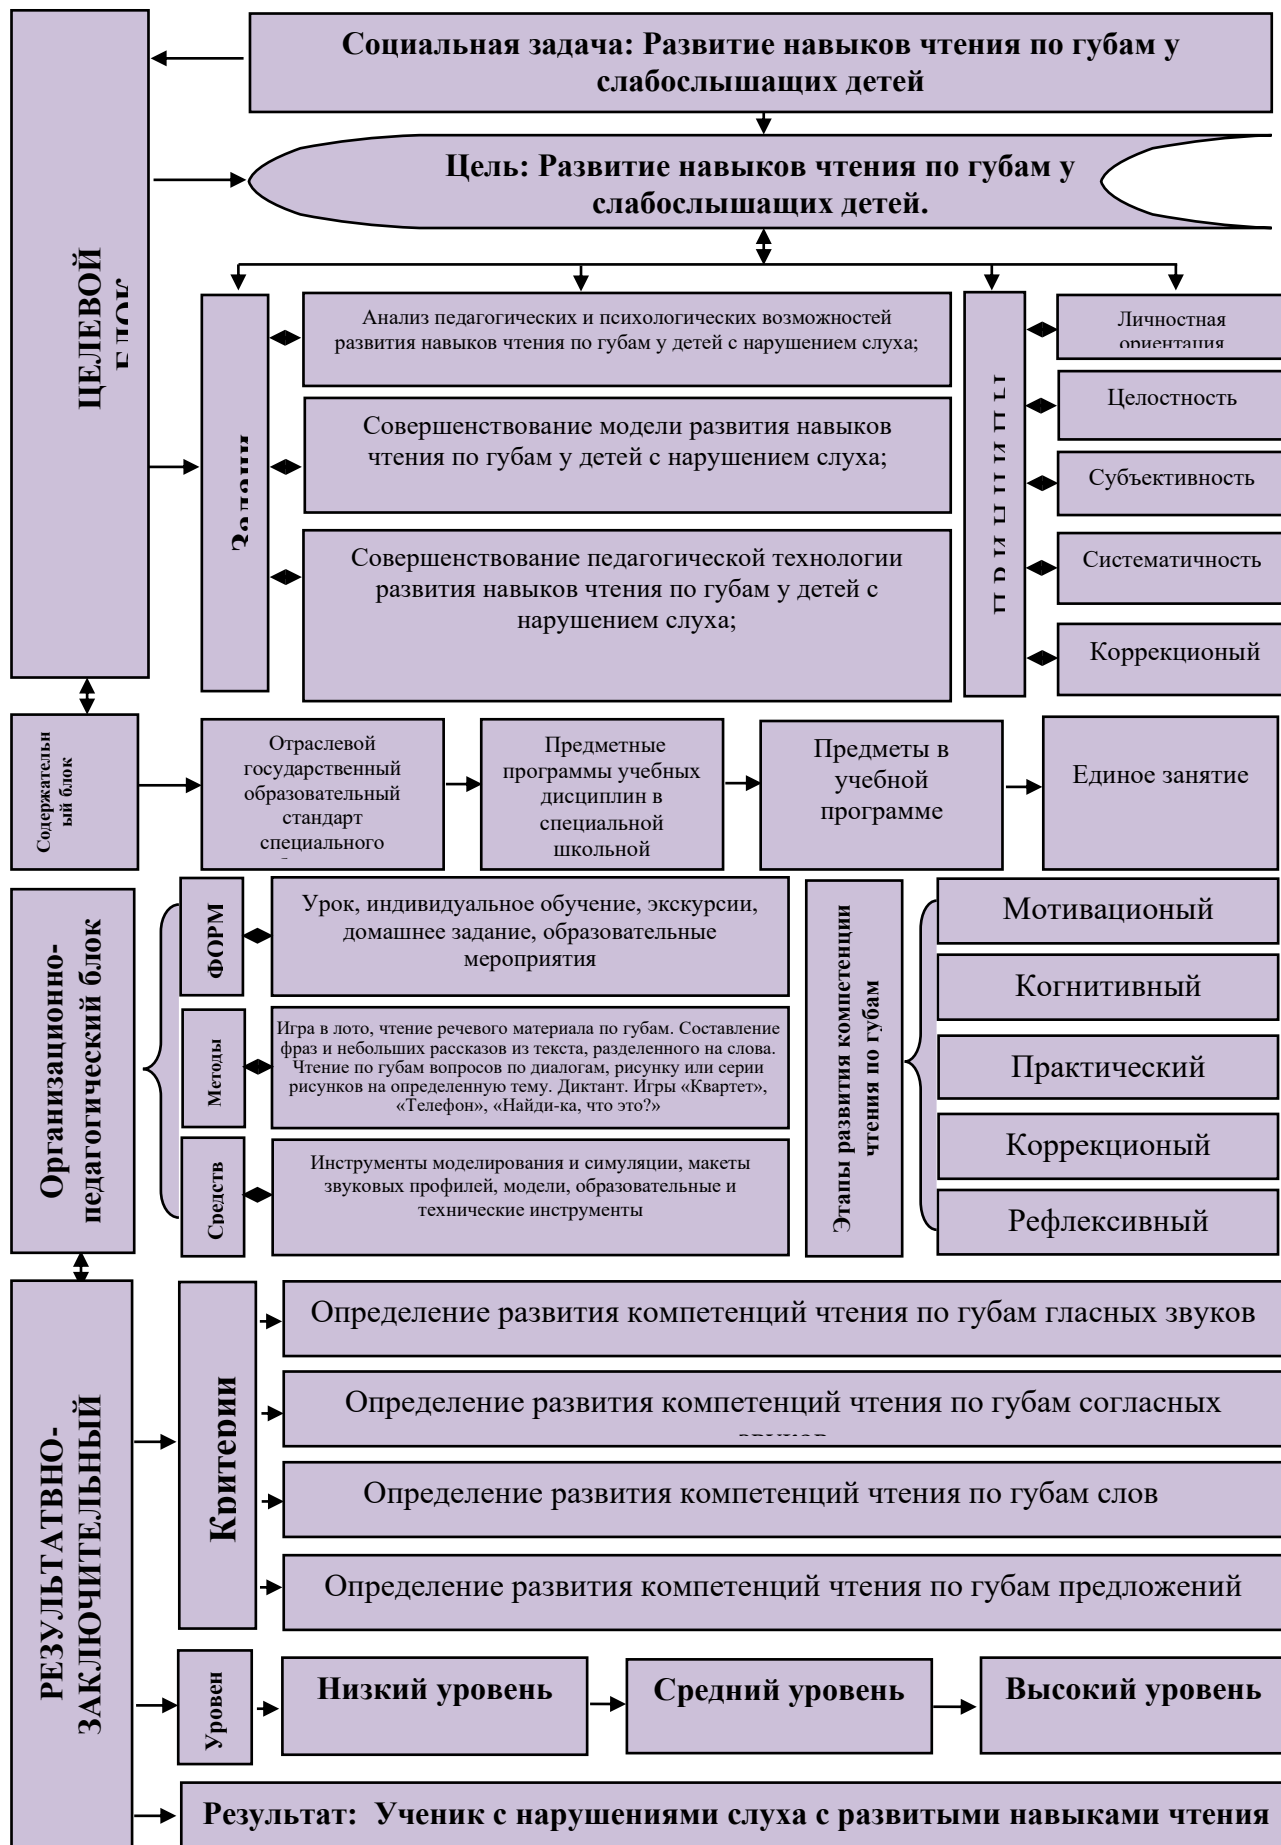 Социальная задача: Развитие навыков чтения по губам у
слабослышащих детей
Цель: Развитие навыков чтения по губам у
слабослышащих детей.
ЦЕЛЕВОЙ
Анализ педагогических и психологических возможностей
развития навыков чтения по губам у детей с нарушением слуха;
Совершенствование модели развития навыков
чтения по губам у детей с нарушением слуха;
Совершенствование педагогической технологии
развития навыков чтения по губам у детей с
нарушением слуха;
Личностная
ориентация
Целостность
Субъективность
Систематичность
Коррекционый
Содержательн
ый блок
Отраслевой
государственный
образовательный
стандарт
специального
Предметные
программы учебных
дисциплин в
специальной
школьной
Предметы в
учебной
программе
Единое занятие
Организационно-
педагогический блок
ФОРМ
Урок, индивидуальное обучение, экскурсии,
домашнее задание, образовательные
мероприятия
Методы
Игра в лото, чтение речевого материала по губам. Составление
фраз и небольших рассказов из текста, разделенного на слова.
Чтение по губам вопросов по диалогам, рисунку или серии
рисунков на определенную тему. Диктант. Игры «Квартет»,
«Телефон», «Найди-ка, что это?»
Средств
Инструменты моделирования и симуляции, макеты
звуковых профилей, модели, образовательные и
технические инструменты
Этапы развития компетенции
чтения по губам
Мотивационый
Когнитивный
Практический
Коррекционый
Рефлексивный
РЕЗУЛЬТАТВНО-
ЗАКЛЮЧИТЕЛЬНЫЙ
Критерии
Определение развития компетенций чтения по губам гласных звуков
Определение развития компетенций чтения по губам согласных
Определение развития компетенций чтения по губам слов
Определение развития компетенций чтения по губам предложений
Уровен
Низкий уровень
Средний уровень
Высокий уровень
Результат: Ученик с нарушениями слуха с развитыми навыками чтения